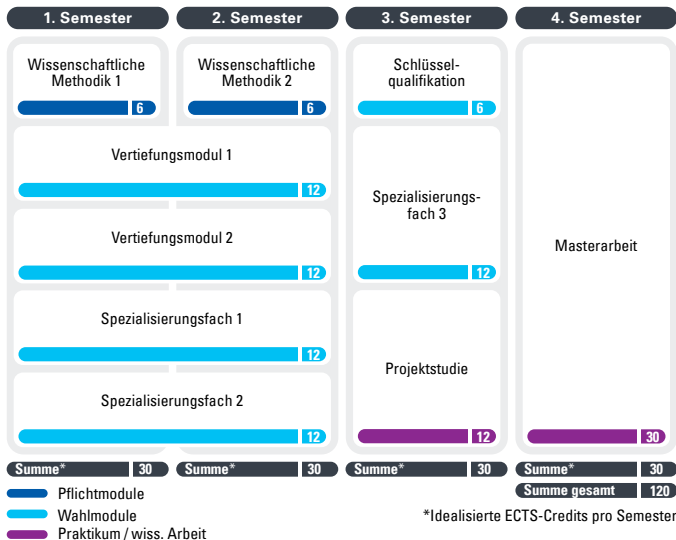 1. Semester
2. Semester
3. Semester
4. Semester
Wissenschaftliche
Methodik 1
6
Wissenschaftliche
Methodik 2
6
Schlüssel-
qualifikation
6
Vertiefungsmodul 1
12
Vertiefungsmodul 2
12
Spezialisierungsfach 1
12
Spezialisierungsfach 2
12
Spezialisierungs-
fach 3
12
Projektstudie
12
Masterarbeit
30
Summe* 30
Summe* 30
Summe* 30
Summe* 30
Summe gesamt 120
Pflichtmodule
Wahlmodule
Praktikum / wiss. Arbeit
*Idealisierte ECTS-Credits pro Semester